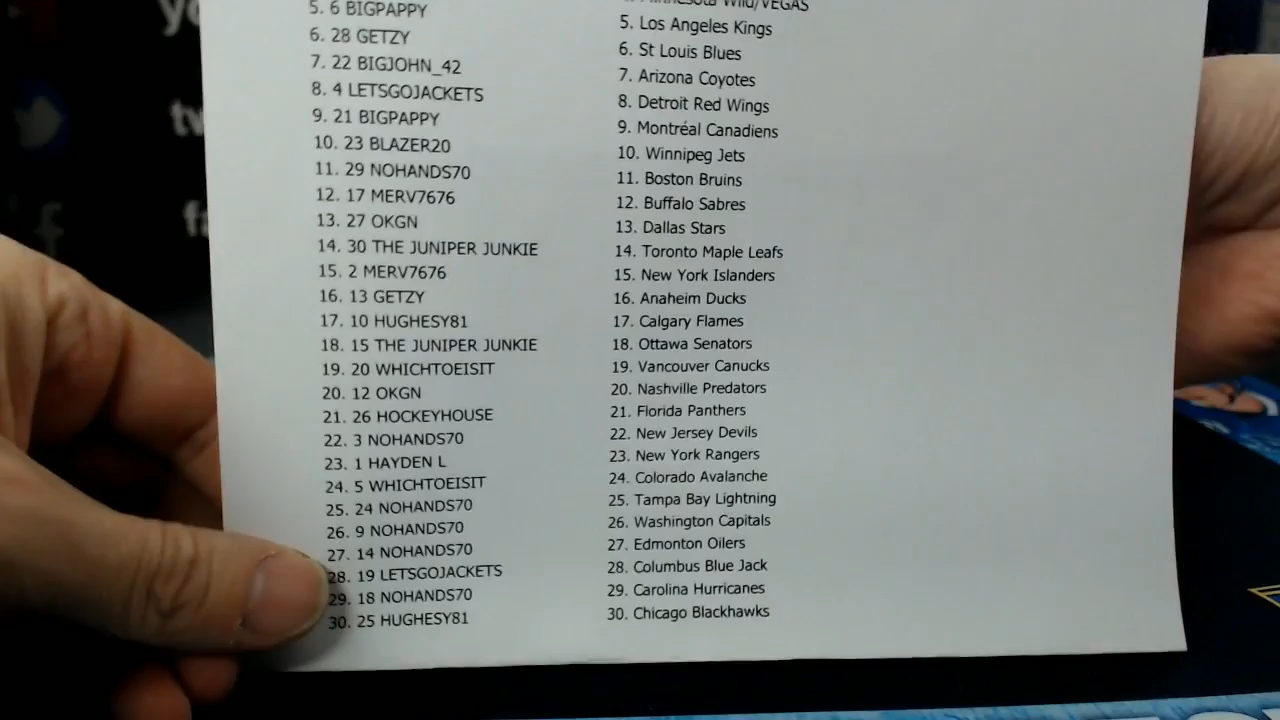 5. 6 BIGPAPPY
6. 28 GETZY
7. 22 BIGJOHN_42
8. 4 LETSGOJACKETS
9. 21 BIGPAPPY
10. 23 BLAZER20
11. 29 NOHANDS70
12. 17 MERV7676
13. 27 OKGN
14. 30 THE JUNIPER JUNKIE
15. 2 MERV7676
16. 13 GETZY
17. 10 HUGHESY81
18. 15 THE JUNIPER JUNKIE
19. 20 WHICHTOEISIT
20. 12 OKGN
21. 26 HOCKEYHOUSE
22. 3 NOHANDS70
23. 1 HAYDEN L
24. 5 WHICHTOEISIT
25. 24 NOHANDS70
26. 9 NOHANDS70
27. 14 NOHANDS70
28. 19 LETSGOJACKETS
29. 18 NOHANDS70
30. 25 HUGHESY81
Minnesota Wild/VEGAS
5. Los Angeles Kings
6. St Louis Blues
7. Arizona Coyotes
8. Detroit Red Wings
9. Montréal Canadiens
10. Winnipeg Jets
11. Boston Bruins
12. Buffalo Sabres
13. Dallas Stars
14. Toronto Maple Leafs
15. New York Islanders
16. Anaheim Ducks
17. Calgary Flames
18. Ottawa Senators
19. Vancouver Canucks
20. Nashville Predators
21. Florida Panthers
22. New Jersey Devils
23. New York Rangers
24. Colorado Avalanche
25. Tampa Bay Lightning
26. Washington Capitals
27. Edmonton Oilers
28. Columbus Blue Jack
29. Carolina Hurricanes
30. Chicago Blackhawks